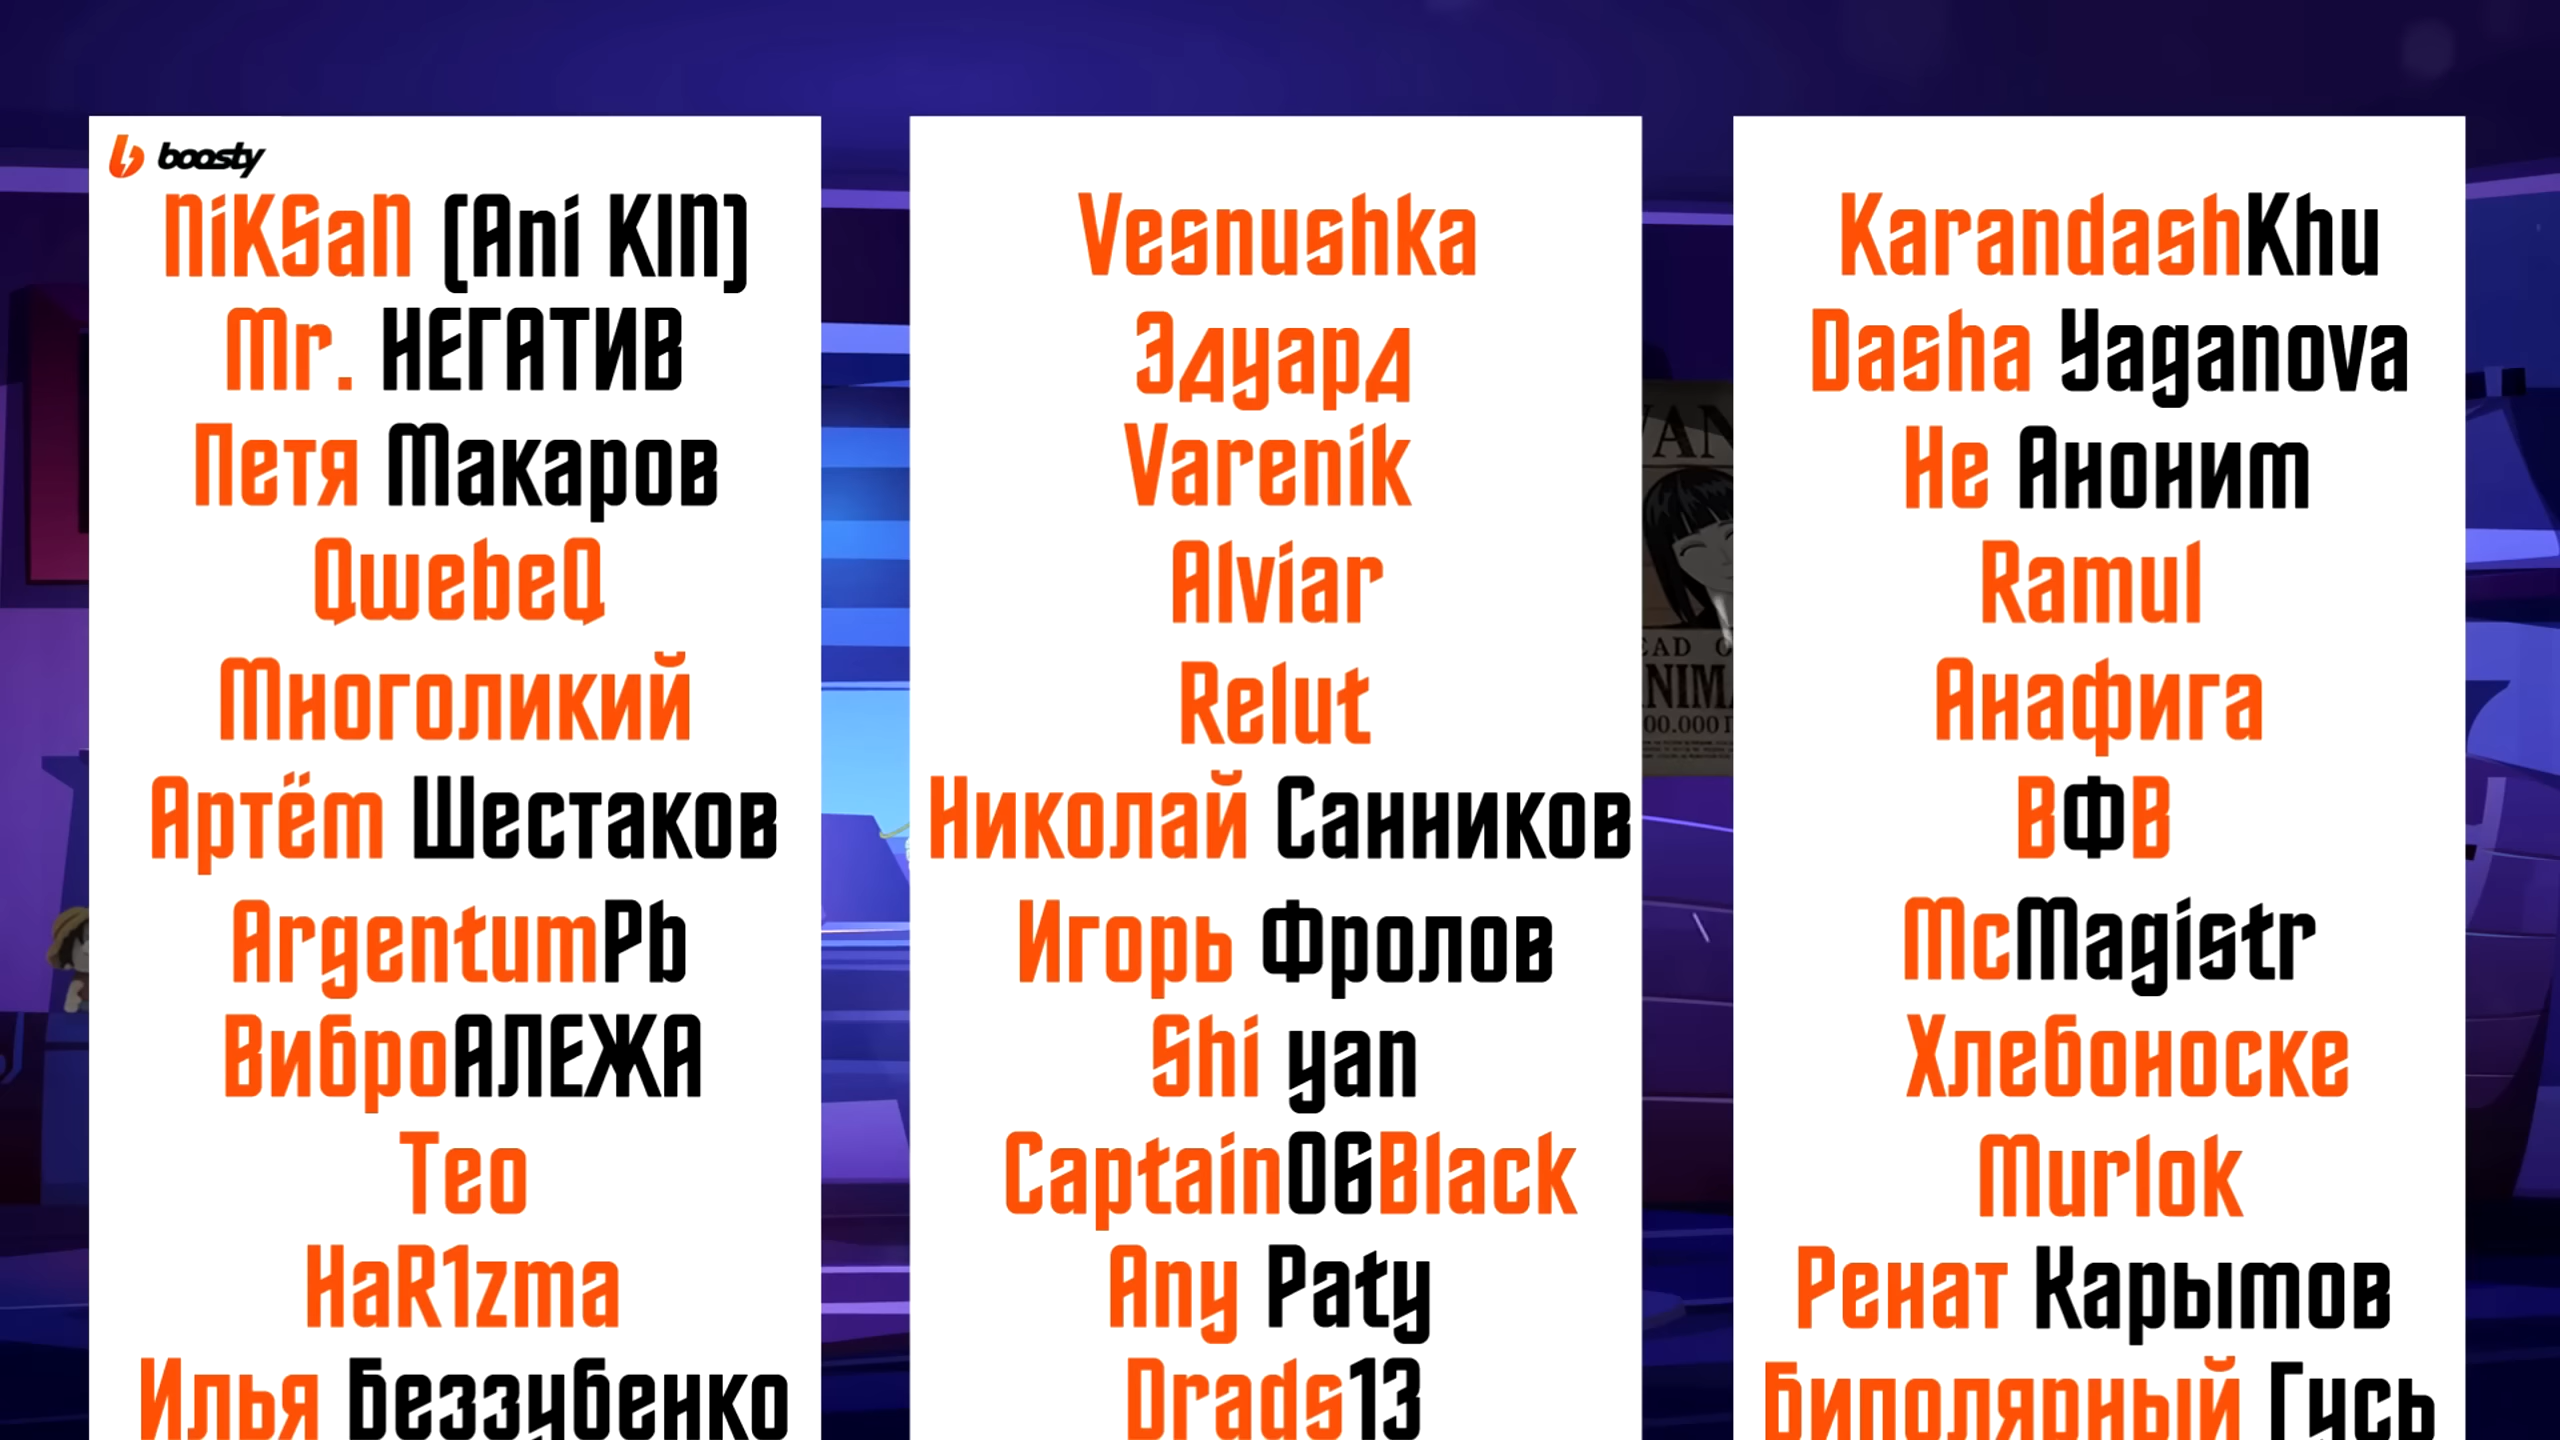 boosty
NiKSaN (Ani KIN)
Mr. НЕГАТИВ
Петя Макаров
QwebeQ
Многоликий
Артём Шестаков
ArgentumPb
ВиброАЛЕЖА
Teo
HaR1zma
Илья Беззубенко
Vesnushka
Эдуард
Varenik
Alviar
Relut
Николай Санников
Игорь Фролов
Shi yan
Captain06Black
Any Paty
Drads13
KarandashKhu
Dasha Yaganova
Не Аноним
Ramul
Анафига
ВФВ
McMagistr
Хлебоноске
Murlok
Ренат Карымов
Биполярный Гусь